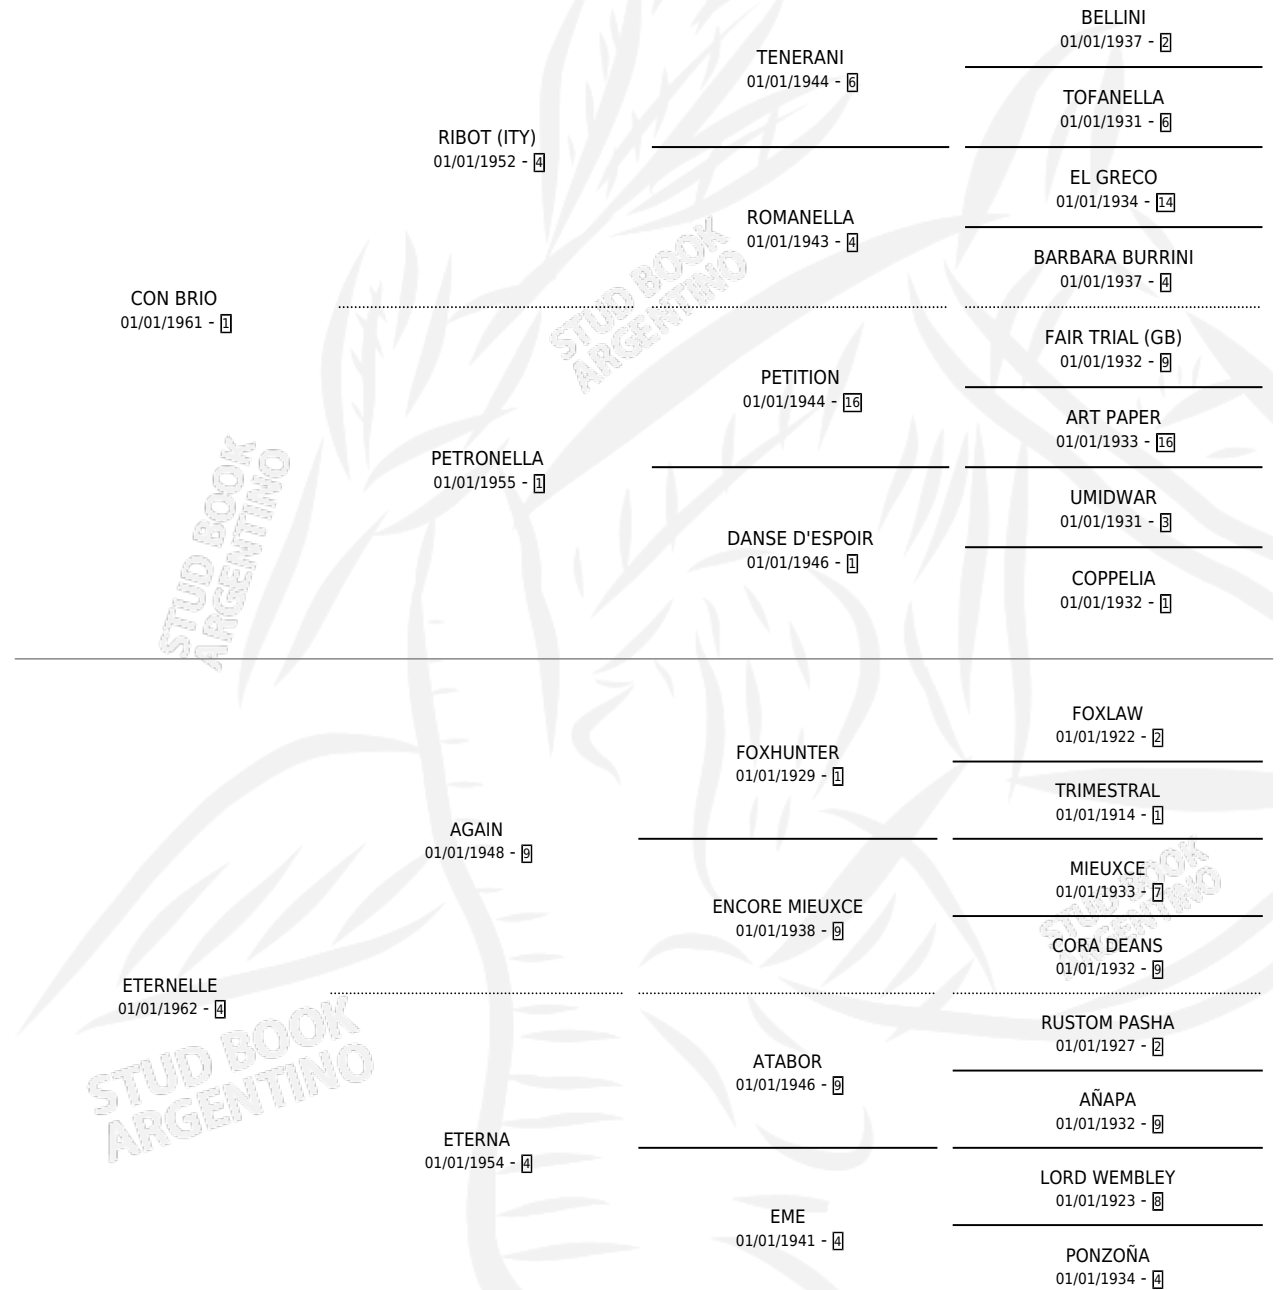 BELLINI
01/01/1937 - 2
TENERANI
01/01/1944 - 6
TOFANELLA
01/01/1931 - 6
RIBOT (ITY)
01/01/1952 - 4
EL GRECO
01/01/1934 - 14
ROMANELLA
01/01/1943 - 4
BARBARA BURRINI
01/01/1937 - 4
CON BRIO
01/01/1961 - 1
FAIR TRIAL (GB)
01/01/1932 - 9
PETITION
01/01/1944 - 16
ART PAPER
01/01/1933 - 16
PETRONELLA
01/01/1955 - 1
UMIDWAR
01/01/1931 - 3
DANSE D'ESPOIR
01/01/1946 - 1
COPPELIA
01/01/1932 - 1
FOXLAW
01/01/1922 - 2
FOXHUNTER
01/01/1929 - 1
TRIMESTRAL
01/01/1914 - 1
AGAIN
01/01/1948 - 9
MIEUXCE
01/01/1933 - 7
ENCORE MIEUXCE
01/01/1938 - 9
CORA DEANS
01/01/1932 - 9
ETERNELLE
01/01/1962 - 4
RUSTOM PASHA
01/01/1927 - 2
ATABOR
01/01/1946 - 9
AÑAPA
01/01/1932 - 9
ETERNA
01/01/1954 - 4
LORD WEMBLEY
01/01/1923 - 8
EME
01/01/1941 - 4
PONZOÑA
01/01/1934 - 4
STUD BOOK
ARGENTINO
STUD BOOK
ARGENTINO
STUD BOOK
ARGENTINO
STUD BOOK
ARGENTINO